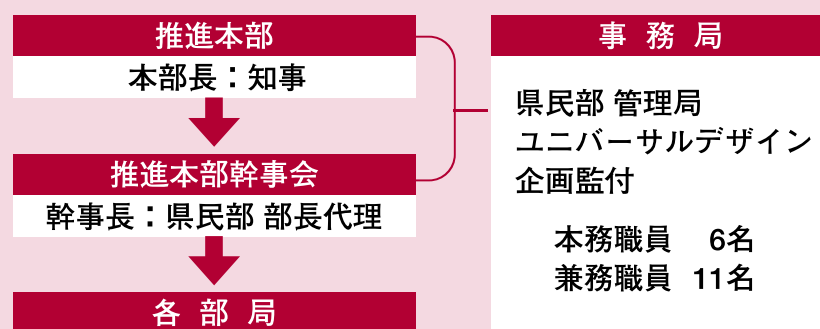 推進本部
本部長：知事
推進本部幹事会
幹事長：県民部 部長代理
各部局
事務局
県民部 管理局
ユニバーサルデザイン
企画監付
本務職員 6名
兼務職員 11名